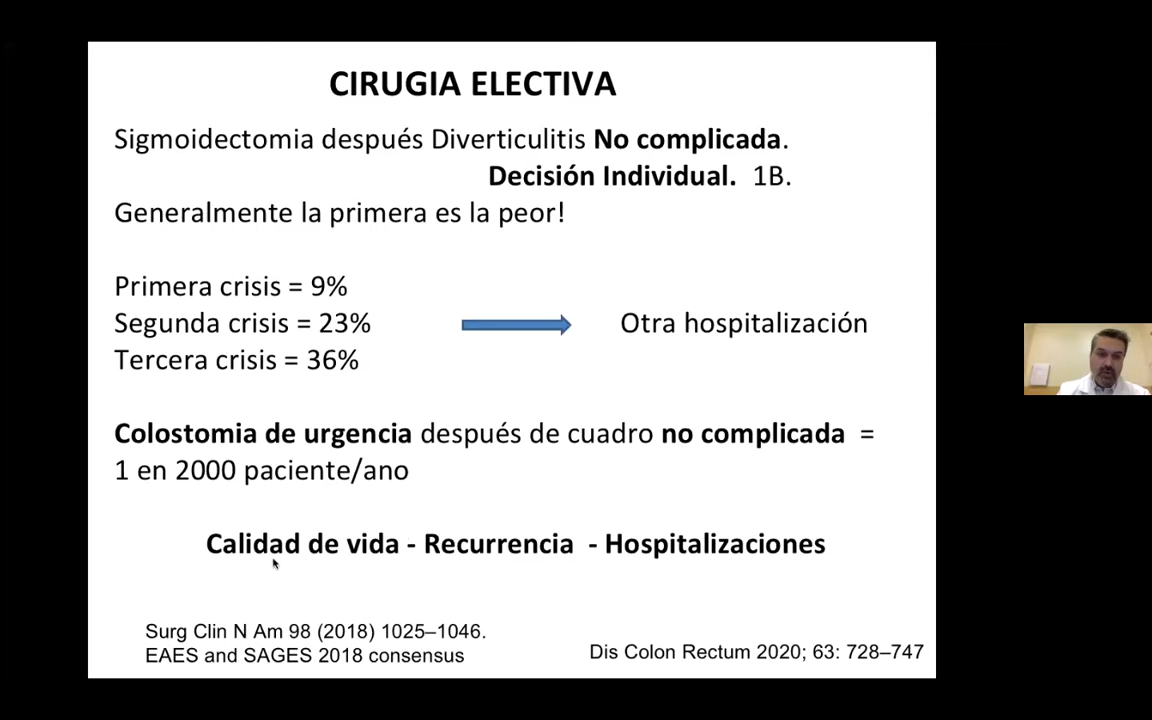 CIRUGIA ELECTIVA
Sigmoidectomia después Diverticulitis No complicada.
Decisión Individual. 1B.
Generalmente la primera es la peor!
Primera crisis = 9%
Segunda crisis = 23%
Otra hospitalización
Tercera crisis = 36%
Colostomia de urgencia después de cuadro no complicada =
1 en 2000 paciente/ano
Calidad de vida - Recurrencia - Hospitalizaciones
Surg Clin N Am 98 (2018) 1025–1046.
EAES and SAGES 2018 consensus
Dis Colon Rectum 2020; 63: 728–747